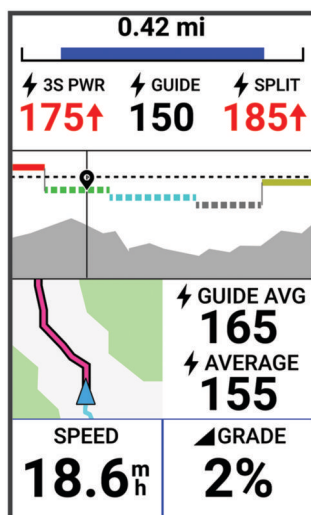 0.42 mi
3S PWR GUIDE SPLIT
175 150 185
GUIDE AVG
165
AVERAGE
155
SPEED
18.6 mh
GRADE
2%